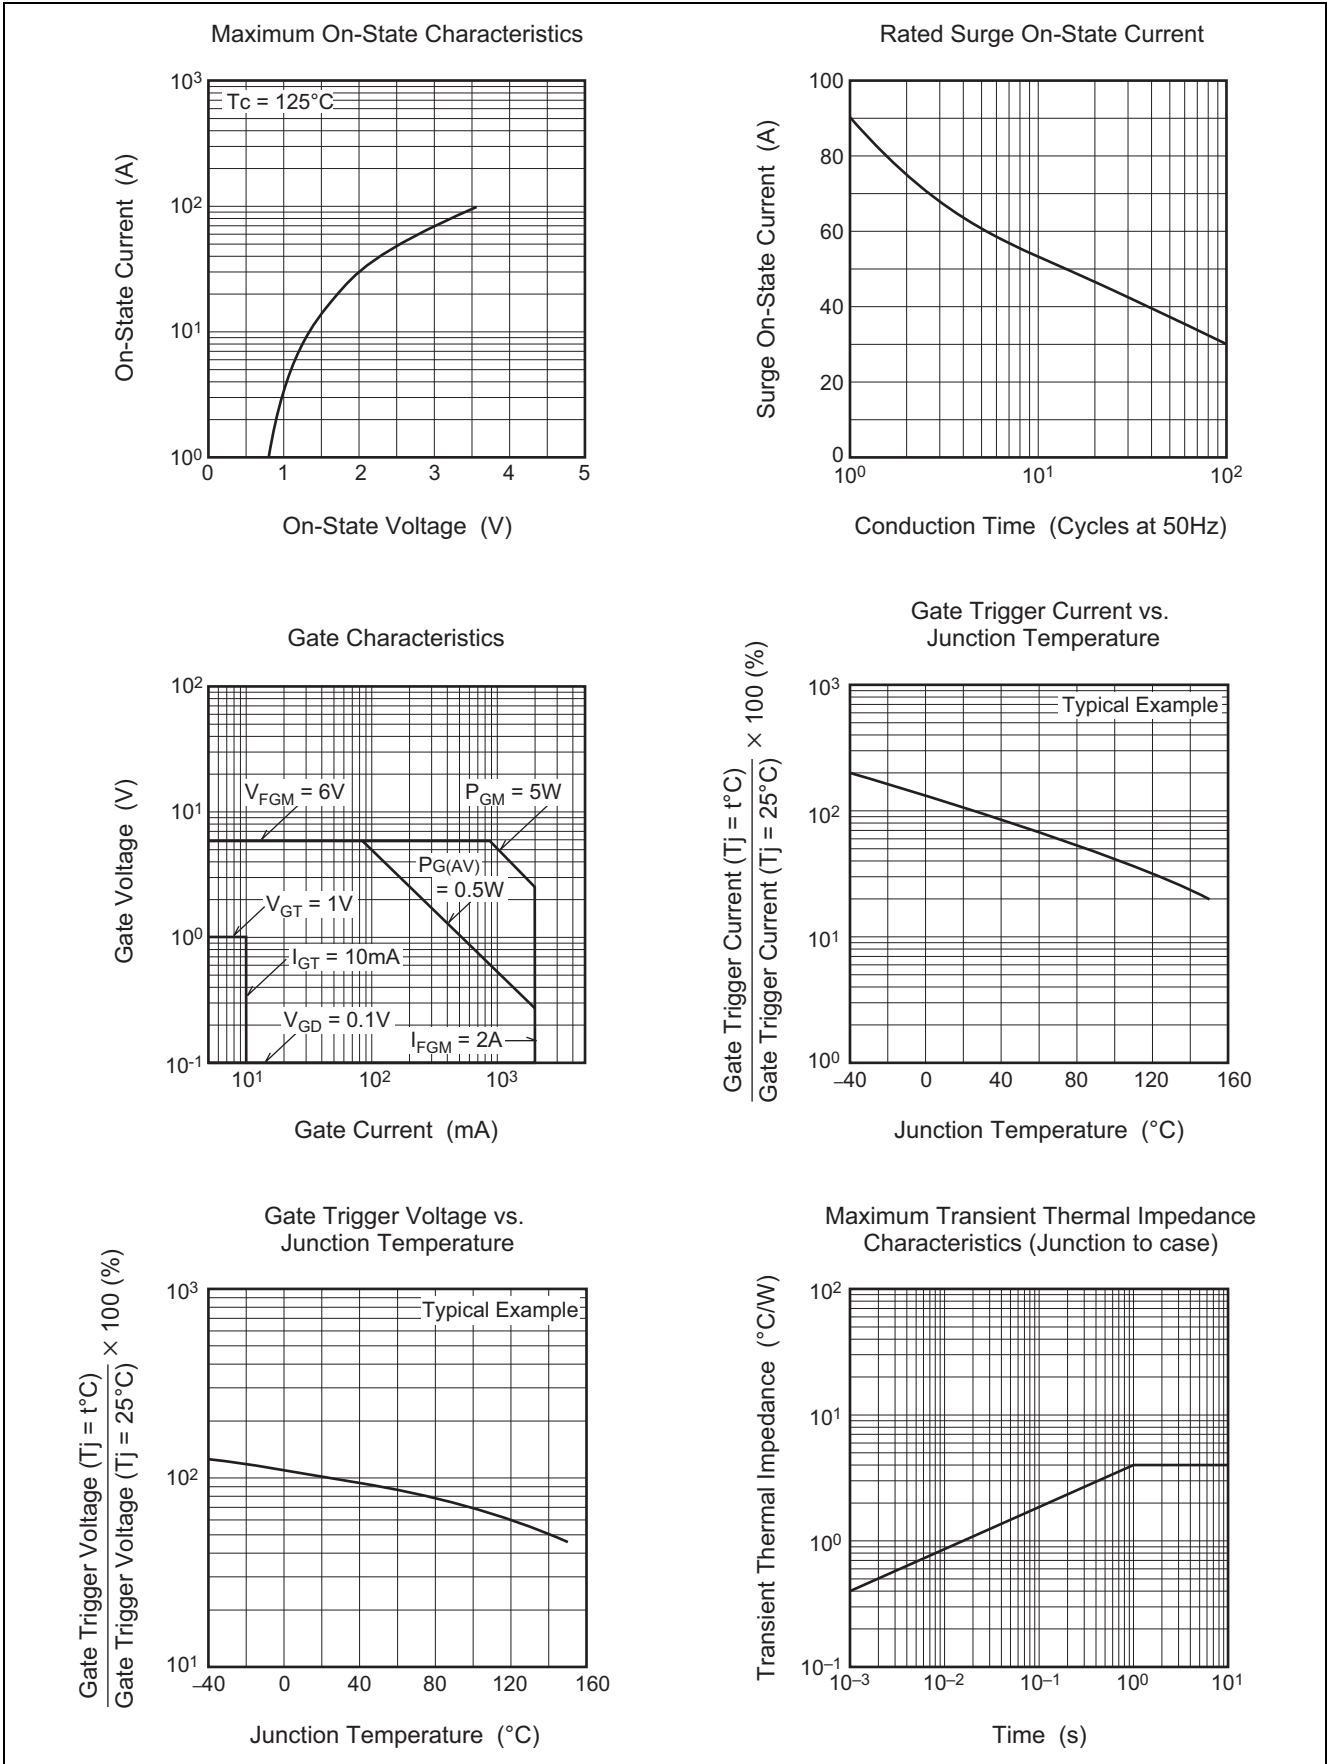 Maximum On-State Characteristics
10³
Tc = 125°C
10²
10¹
10⁰
0 1 2 3 4 5
On-State Current (A)
On-State Voltage (V)
Rated Surge On-State Current
100
80
60
40
20
0
10⁰ 10¹ 10²
Surge On-State Current (A)
Conduction Time (Cycles at 50Hz)
Gate Characteristics
10²
10¹
10⁰
10-1
10¹ 10² 10³
V_FGM = 6V
P_GM = 5W
PG(AV)
= 0.5W
V_GT = 1V
I_GT = 10mA
V_GD = 0.1V
I_FGM = 2A
Gate Voltage (V)
Gate Current (mA)
Gate Trigger Current vs.
Junction Temperature
10³
Typical Example
10²
10¹
10⁰
–40 0 40 80 120 160
Gate Trigger Current (Tj = t°C)
Gate Trigger Current (Tj = 25°C)
× 100 (%)
Junction Temperature (°C)
Gate Trigger Voltage vs.
Junction Temperature
10³
Typical Example
10²
10¹
–40 0 40 80 120 160
Gate Trigger Voltage (Tj = t°C)
Gate Trigger Voltage (Tj = 25°C)
× 100 (%)
Junction Temperature (°C)
Maximum Transient Thermal Impedance
Characteristics (Junction to case)
10²
10¹
10⁰
10–1
10–3 10–2 10–1 10⁰ 10¹
Transient Thermal Impedance (°C/W)
Time (s)